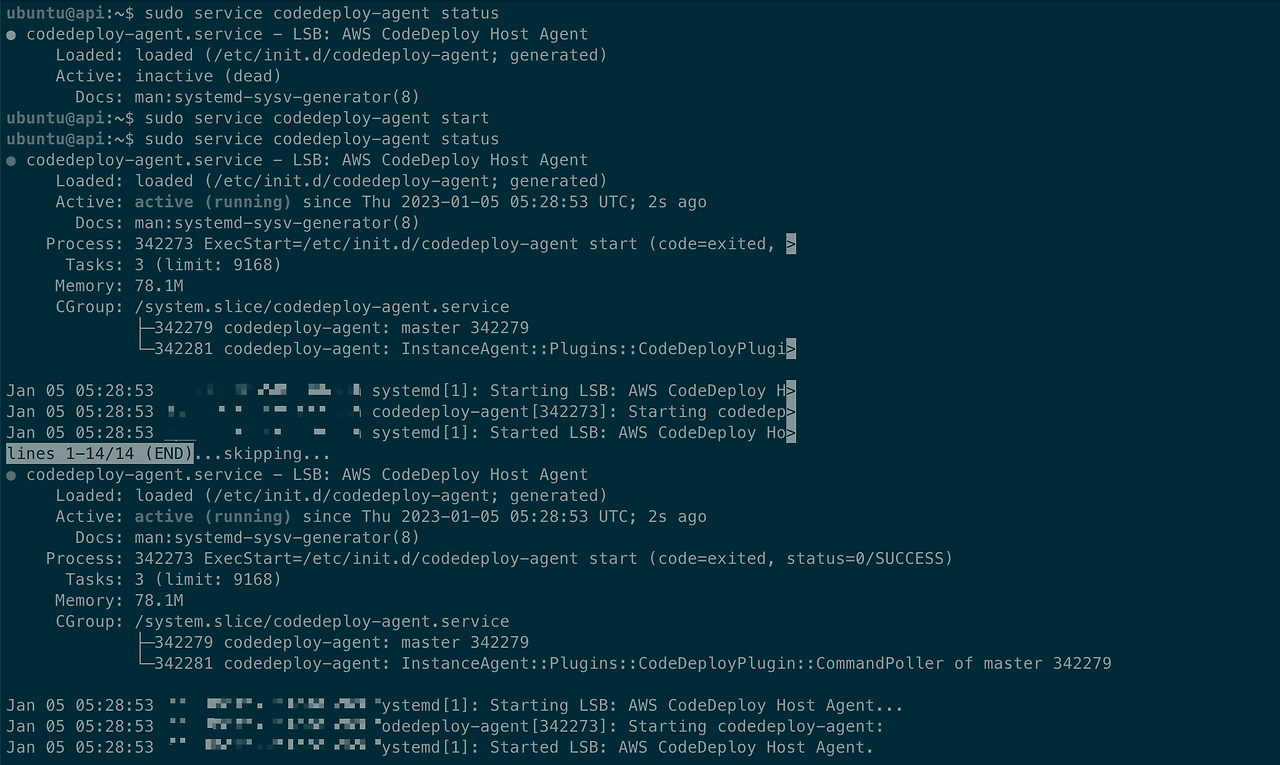 ubuntu@api:~$ sudo service codedeploy-agent status
● codedeploy-agent.service - LSB: AWS CodeDeploy Host Agent
     Loaded: loaded (/etc/init.d/codedeploy-agent; generated)
     Active: inactive (dead)
       Docs: man:systemd-sysv-generator(8)
ubuntu@api:~$ sudo service codedeploy-agent start
ubuntu@api:~$ sudo service codedeploy-agent status
● codedeploy-agent.service - LSB: AWS CodeDeploy Host Agent
     Loaded: loaded (/etc/init.d/codedeploy-agent; generated)
     Active: active (running) since Thu 2023-01-05 05:28:53 UTC; 2s ago
       Docs: man:systemd-sysv-generator(8)
    Process: 342273 ExecStart=/etc/init.d/codedeploy-agent start (code=exited, >
      Tasks: 3 (limit: 9168)
     Memory: 78.1M
     CGroup: /system.slice/codedeploy-agent.service
             ├─342279 codedeploy-agent: master 342279
             └─342281 codedeploy-agent: InstanceAgent::Plugins::CodeDeployPlugi>
Jan 05 05:28:53 systemd[1]: Starting LSB: AWS CodeDeploy H>
Jan 05 05:28:53 codedeploy-agent[342273]: Starting codedep>
Jan 05 05:28:53 systemd[1]: Started LSB: AWS CodeDeploy Ho>
lines 1-14/14 (END)...skipping...
● codedeploy-agent.service - LSB: AWS CodeDeploy Host Agent
     Loaded: loaded (/etc/init.d/codedeploy-agent; generated)
     Active: active (running) since Thu 2023-01-05 05:28:53 UTC; 2s ago
       Docs: man:systemd-sysv-generator(8)
    Process: 342273 ExecStart=/etc/init.d/codedeploy-agent start (code=exited, status=0/SUCCESS)
      Tasks: 3 (limit: 9168)
     Memory: 78.1M
     CGroup: /system.slice/codedeploy-agent.service
             ├─342279 codedeploy-agent: master 342279
             └─342281 codedeploy-agent: InstanceAgent::Plugins::CodeDeployPlugin::CommandPoller of master 342279
Jan 05 05:28:53 ystemd[1]: Starting LSB: AWS CodeDeploy Host Agent...
Jan 05 05:28:53 odedeploy-agent[342273]: Starting codedeploy-agent:
Jan 05 05:28:53 ystemd[1]: Started LSB: AWS CodeDeploy Host Agent.